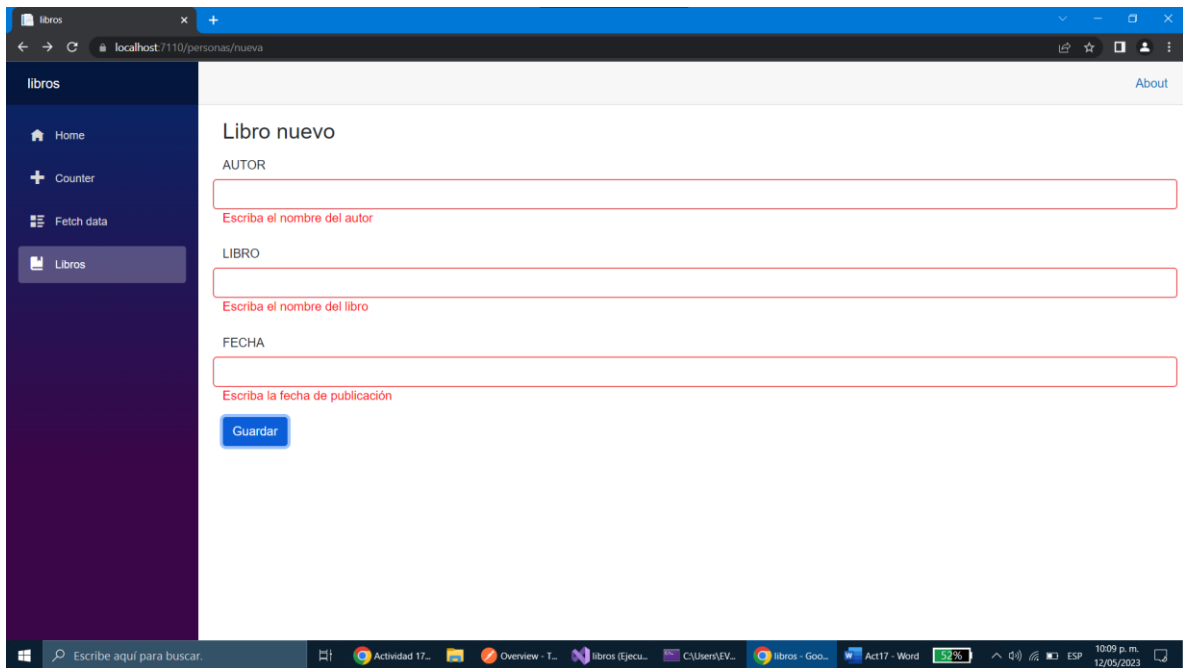 libros
localhost:7110/personas/nueva
libros
About
Home
Counter
Fetch data
Libros
Libro nuevo
AUTOR
Escriba el nombre del autor
LIBRO
Escriba el nombre del libro
FECHA
Escriba la fecha de publicación
Guardar
Escribe aquí para buscar.
Actividad 17...
Overview - T...
libros (Ejecu...
C:\Users\EV...
libros - Goo...
Act17 - Word
52%
ESP
10:09 p. m.
12/05/2023